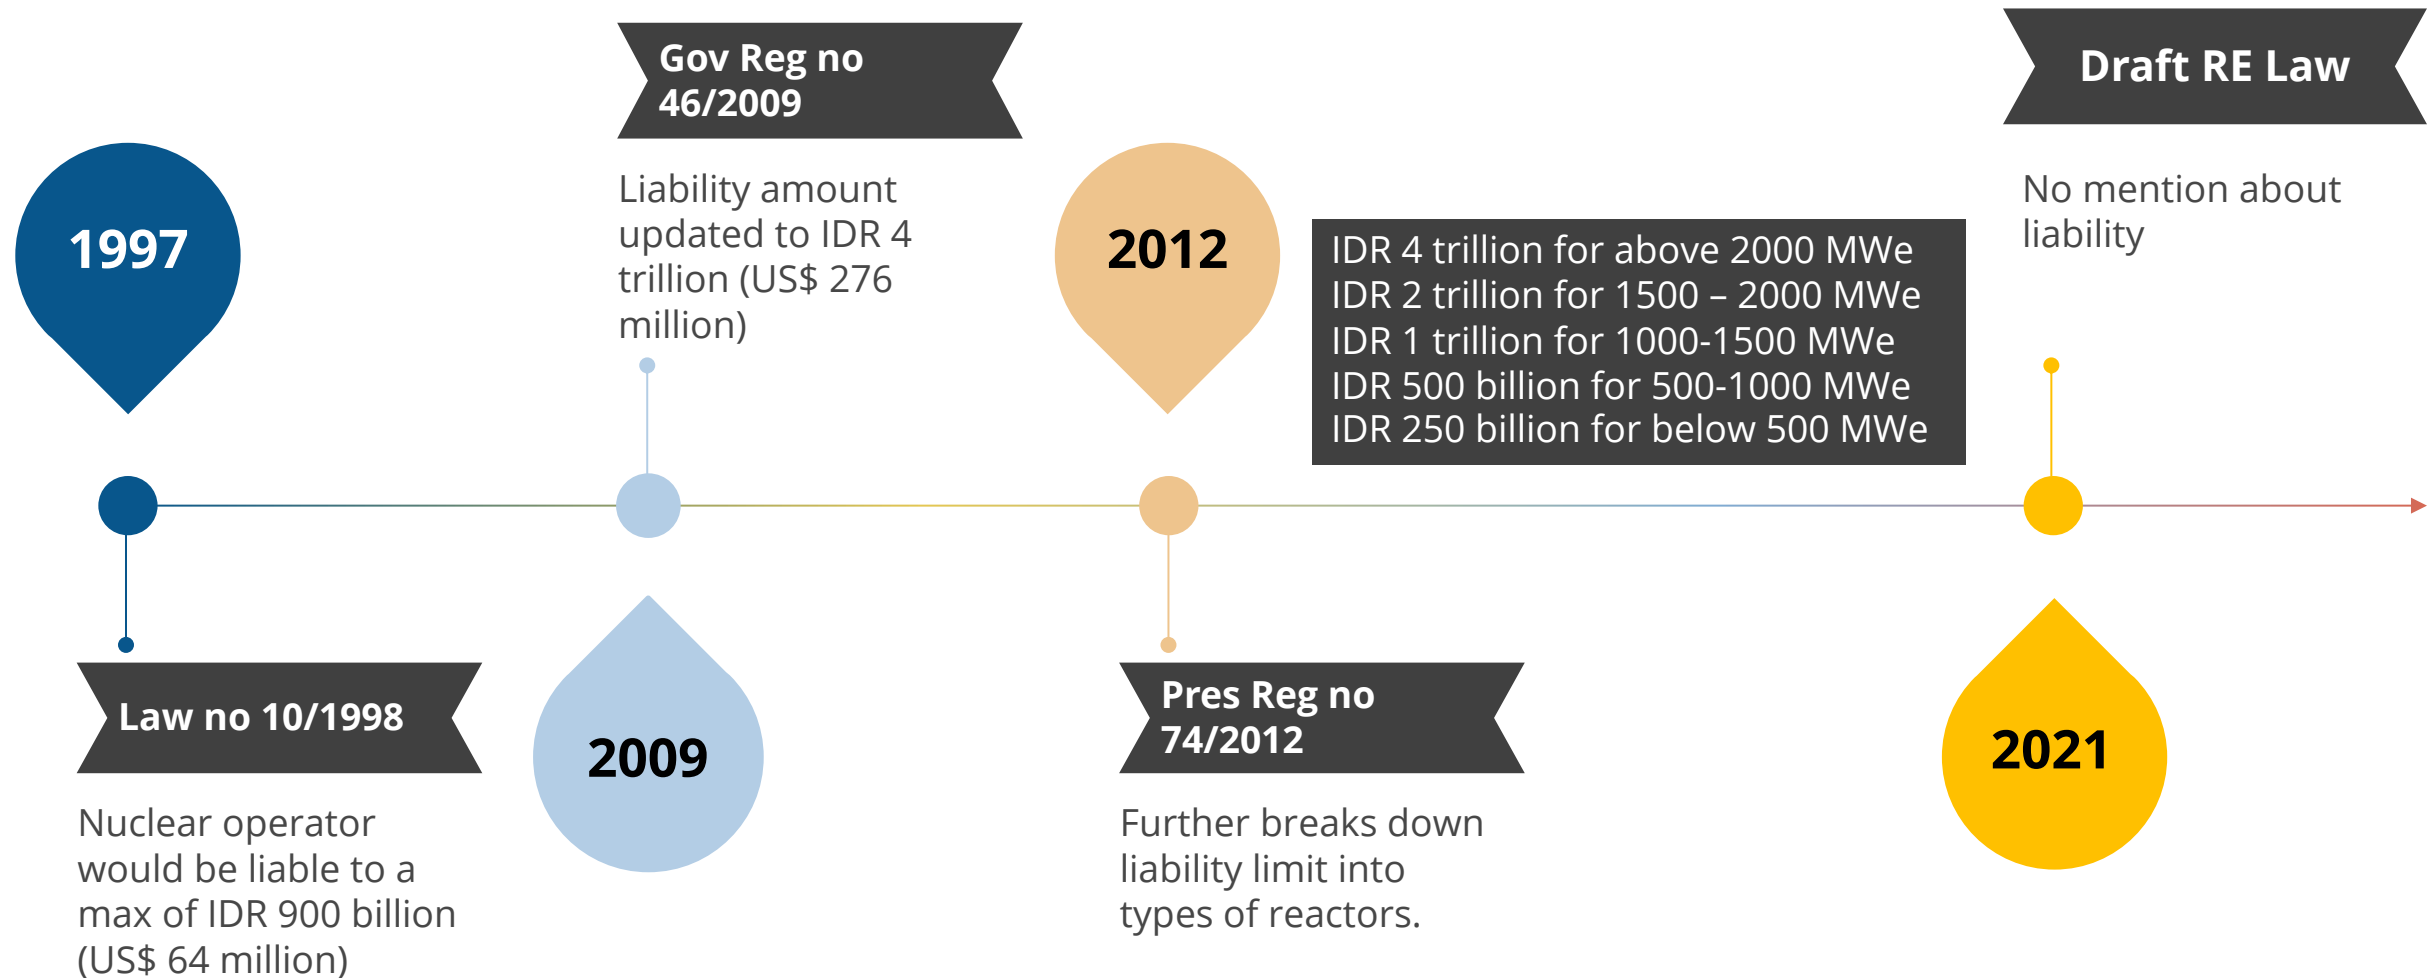 1997
Law no 10/1998
Nuclear operator
would be liable to a
max of IDR 900 billion
(US$ 64 million)
Gov Reg no
46/2009
Liability amount
updated to IDR 4
trillion (US$ 276
million)
2009
2012
IDR 4 trillion for above 2000 MWe
IDR 2 trillion for 1500 – 2000 MWe
IDR 1 trillion for 1000-1500 MWe
IDR 500 billion for 500-1000 MWe
IDR 250 billion for below 500 MWe
Pres Reg no
74/2012
Further breaks down
liability limit into
types of reactors.
Draft RE Law
No mention about
liability
2021